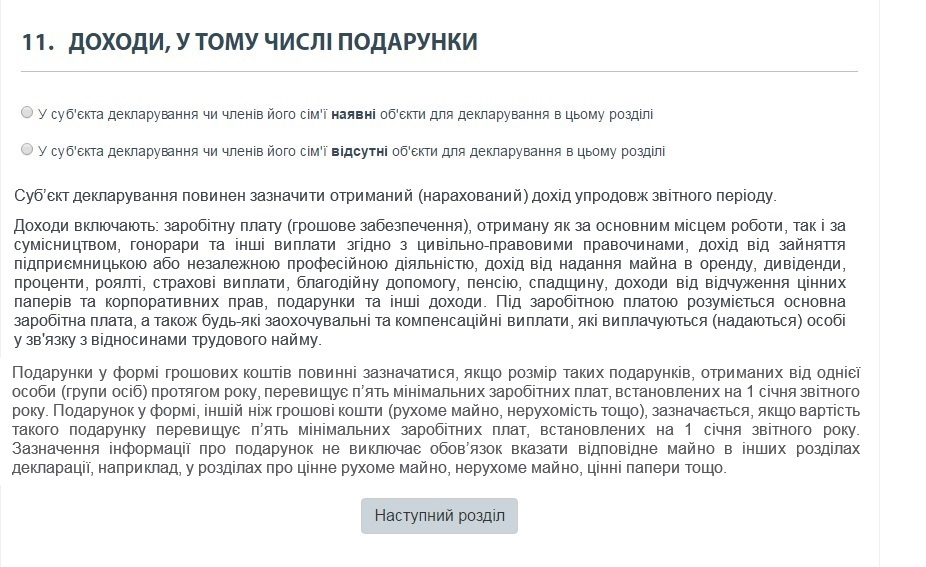 11. ДОХОДИ, У ТОМУ ЧИСЛІ ПОДАРУНКИ
У суб'єкта декларування чи членів його сім'ї наявні об'єкти для декларування в цьому розділі
У суб'єкта декларування чи членів його сім'ї відсутні об'єкти для декларування в цьому розділі
Суб’єкт декларування повинен зазначити отриманий (нарахований) дохід упродовж звітного періоду.
Доходи включають: заробітну плату (грошове забезпечення), отриману як за основним місцем роботи, так і за
сумісництвом, гонорари та інші виплати згідно з цивільно-правовими правочинами, дохід від зайняття
підприємницькою або незалежною професійною діяльністю, дохід від надання майна в оренду, дивіденди,
проценти, роялті, страхові виплати, благодійну допомогу, пенсію, спадщину, доходи від відчуження цінних
паперів та корпоративних прав, подарунки та інші доходи. Під заробітною платою розуміється основна
заробітна плата, а також будь-які заохочувальні та компенсаційні виплати, які виплачуються (надаються) особі
у зв'язку з відносинами трудового найму.
Подарунки у формі грошових коштів повинні зазначатися, якщо розмір таких подарунків, отриманих від однієї
особи (групи осіб) протягом року, перевищує п’ять мінімальних заробітних плат, встановлених на 1 січня звітного
року. Подарунок у формі, іншій ніж грошові кошти (рухоме майно, нерухомість тощо), зазначається, якщо вартість
такого подарунку перевищує п’ять мінімальних заробітних плат, встановлених на 1 січня звітного року.
Зазначення інформації про подарунок не виключає обов’язок вказати відповідне майно в інших розділах
декларації, наприклад, у розділах про цінне рухоме майно, нерухоме майно, цінні папери тощо.
Наступний розділ